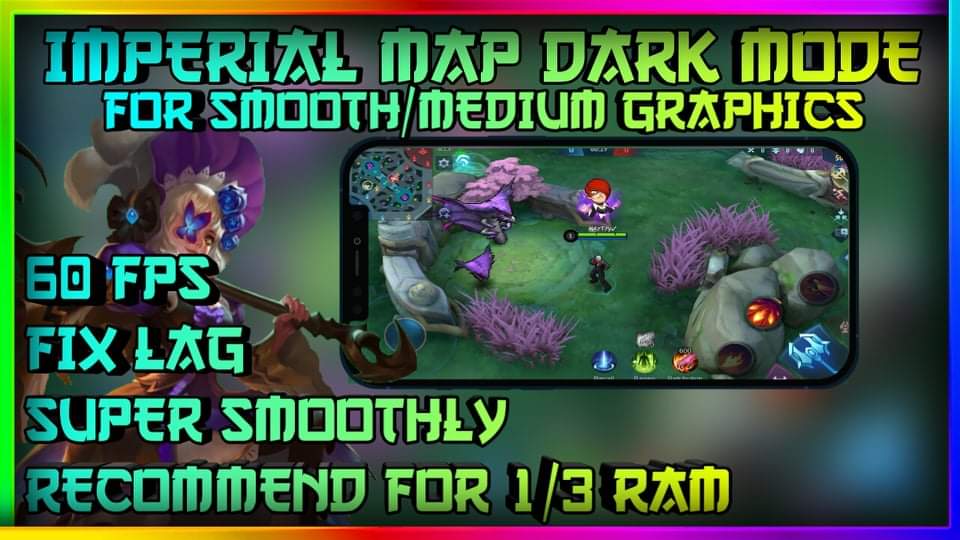 IMPERIAL MAP DARK MODE
FOR SMOOTH/MEDIUM GRAPHICS
60 FPS
FIX LAG
SUPER SMOOTHLY
RECOMMEND FOR 1/3 RAM